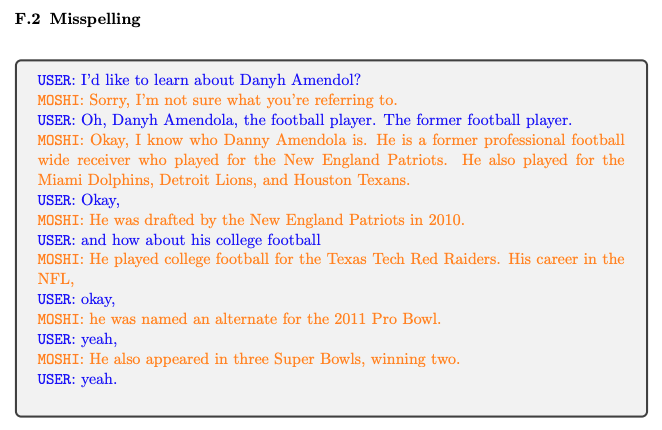 F.2 Misspelling
USER: I'd like to learn about Danyh Amendol?
MOSHI: Sorry, I'm not sure what you're referring to.
USER: Oh, Danyh Amendola, the football player. The former football player.
MOSHI: Okay, I know who Danny Amendola is. He is a former professional football
wide receiver who played for the New England Patriots. He also played for the
Miami Dolphins, Detroit Lions, and Houston Texans.
USER: Okay,
MOSHI: He was drafted by the New England Patriots in 2010.
USER: and how about his college football
MOSHI: He played college football for the Texas Tech Red Raiders. His career in the
NFL,
USER: okay,
MOSHI: he was named an alternate for the 2011 Pro Bowl.
USER: yeah,
MOSHI: He also appeared in three Super Bowls, winning two.
USER: yeah.